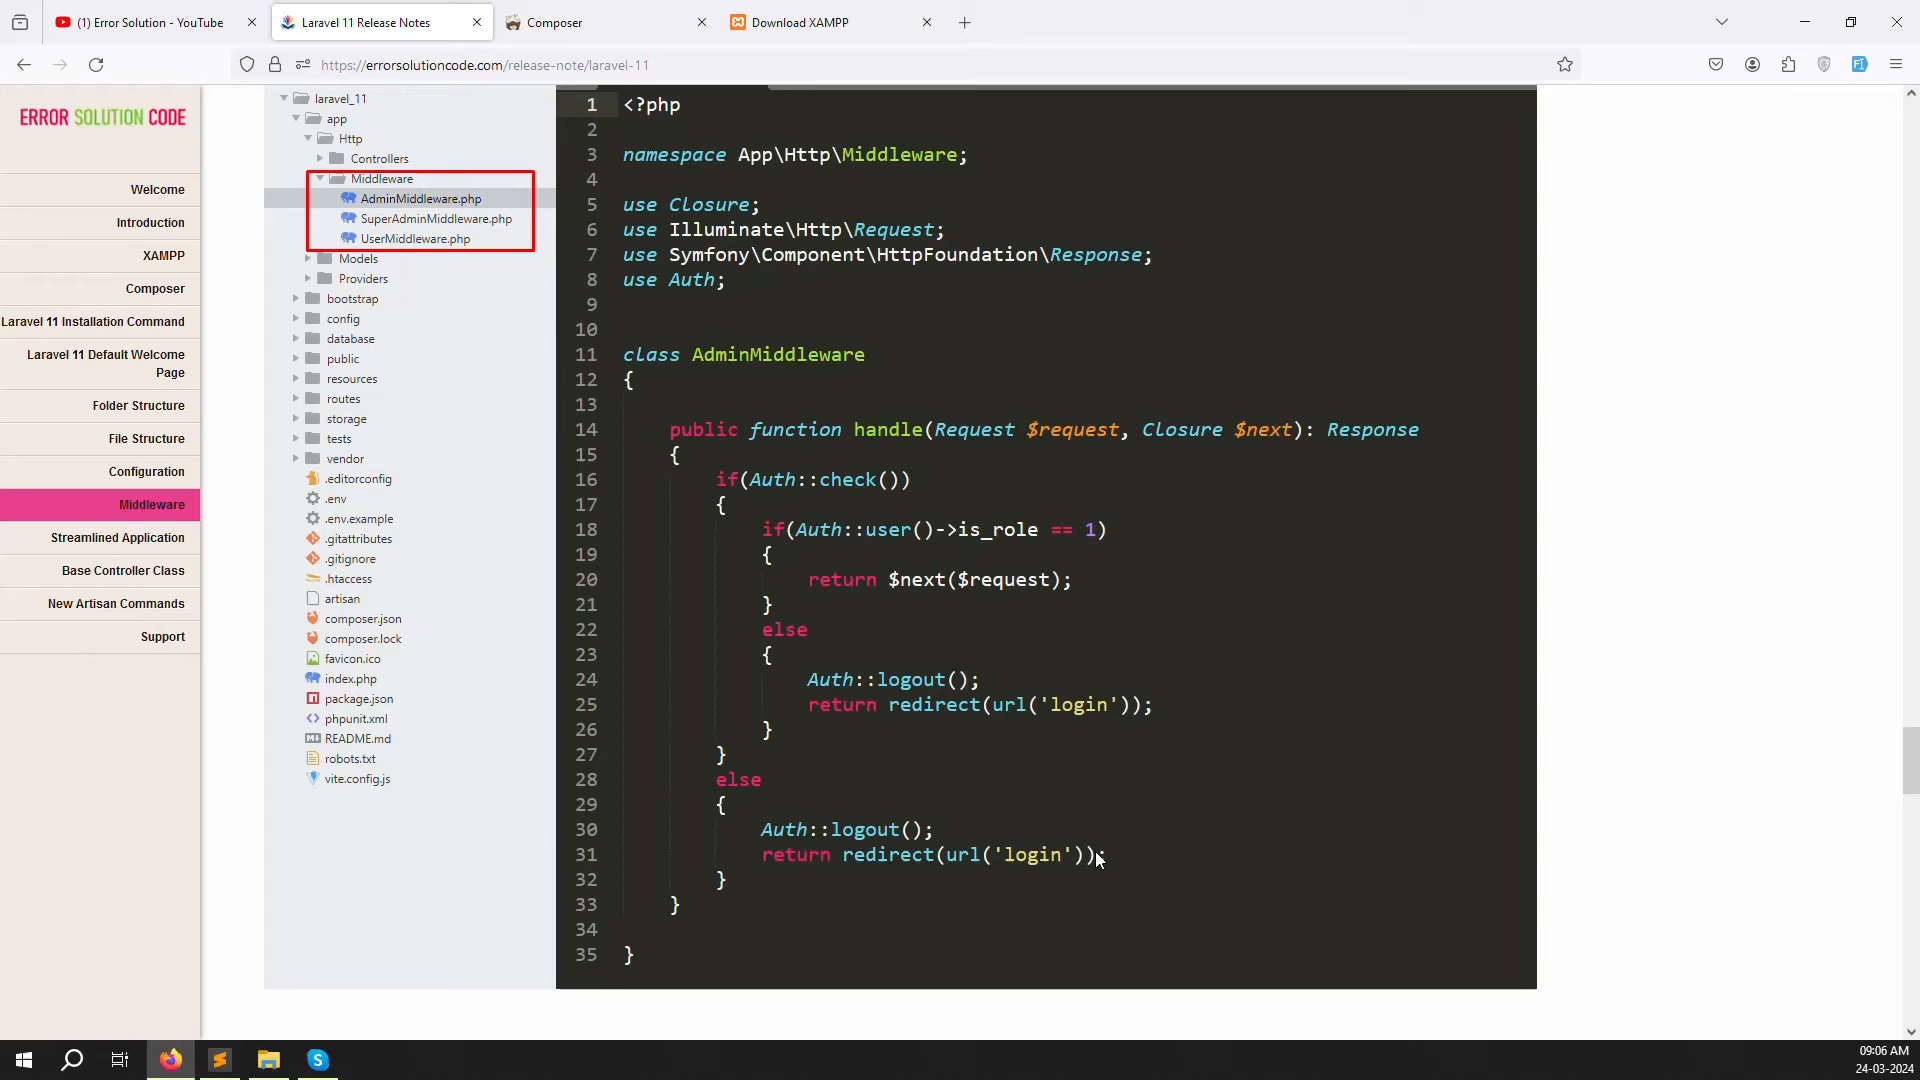 (1) Error Solution - YouTube
Laravel 11 Release Notes
Composer
Download XAMPP
https://errorsolutioncode.com/release-note/laravel-11
ERROR SOLUTION CODE
Welcome
Introduction
XAMPP
Composer
Laravel 11 Installation Command
Laravel 11 Default Welcome
Page
Folder Structure
File Structure
Configuration
Middleware
Streamlined Application
Base Controller Class
New Artisan Commands
Support
laravel_11
app
Http
Controllers
Middleware
AdminMiddleware.php
SuperAdminMiddleware.php
UserMiddleware.php
Models
Providers
bootstrap
config
database
public
resources
routes
storage
tests
vendor
.editorconfig
.env
.env.example
.gitattributes
.gitignore
.htaccess
artisan
composer.json
composer.lock
favicon.ico
index.php
package.json
phpunit.xml
README.md
robots.txt
vite.config.js
1 <?php
2
3 namespace App\Http\Middleware;
4
5 use Closure;
6 use Illuminate\Http\Request;
7 use Symfony\Component\HttpFoundation\Response;
8 use Auth;
9
10
11 class AdminMiddleware
12 {
13
14 public function handle(Request $request, Closure $next): Response
15 {
16 if(Auth::check())
17 {
18 if(Auth::user()->is_role == 1)
19 {
20 return $next($request);
21 }
22 else
23 {
24 Auth::logout();
25 return redirect(url('login'));
26 }
27 }
28 else
29 {
30 Auth::logout();
31 return redirect(url('login'));
32 }
33 }
34
35 }
09:06 AM
24-03-2024